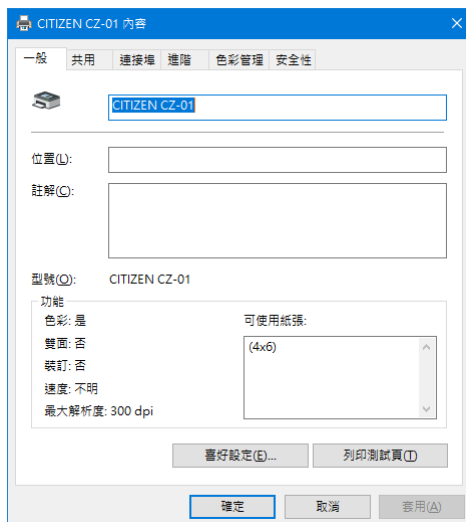 CITIZEN CZ-01 內容
一般 共用 連接埠 進階 色彩管理 安全性
CITIZEN CZ-01
位置(L):
註解(C):
型號(O): CITIZEN CZ-01
功能
色彩: 是 可使用紙張:
雙面: 否 (4x6)
裝訂: 否
速度: 不明
最大解析度: 300 dpi
喜好設定(E)... 列印測試頁(T)
確定 取消 套用(A)